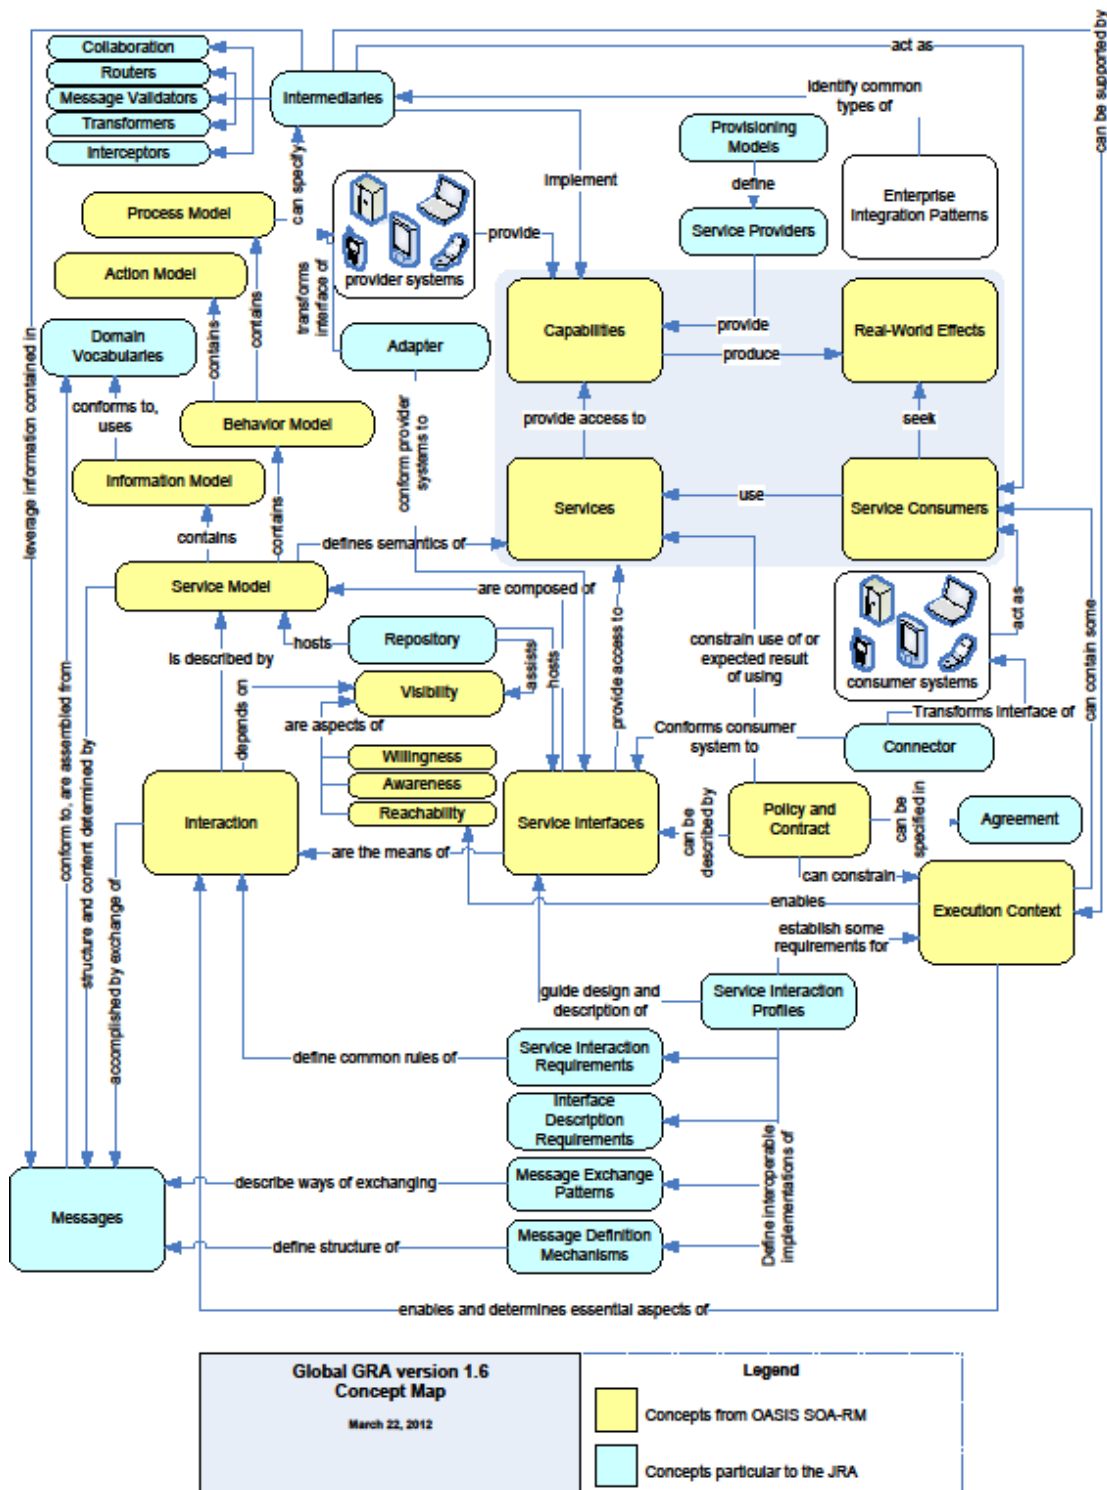 can be supported by
Collaboration
act as
Routers
Intermediaries
Message Validators
Identify common
types of
Transformers
Provisioning
Models
Interceptors
can specify
implement
Enterprise
Integration Patterns
define
Process Model
provide
Service Providers
provider systems
transforms
interface of
Action Model
contains
contains
Capabilities
provide
Real-World Effects
Domain
Vocabularies
Adapter
produce
leverage information contained in
conforms to,
uses
Behavior Model
conform provider
systems to
provide access to
seek
Information Model
Services
use
Service Consumers
contains
contains
defines semantics of
Service Model
are composed of
act as
can contain some
hosts
Repository
assists
hosts
provide access to
constrain use of or
expected result
of using
consumer systems
is described by
depends on
Visibility
are aspects of
Transforms interface of
Conforms consumer
system to
Connector
Willingness
Awareness
Reachability
Interaction
Service Interfaces
Policy and
Contract
can be
described by
can be
specified in
Agreement
are the means of
can constrain
enables
Execution Context
establish some
requirements for
conform to, are assembled from
structure and content determined by
accomplished by exchange of
guide design and
description of
Service Interaction
Profiles
define common rules of
Service Interaction
Requirements
Interface
Description
Requirements
Define interoperable
implementations of
describe ways of exchanging
Message Exchange
Patterns
Messages
define structure of
Message Definition
Mechanisms
enables and determines essential aspects of
Global GRA version 1.6
Concept Map
March 22, 2012
Legend
Concepts from OASIS SOA-RM
Concepts particular to the JRA